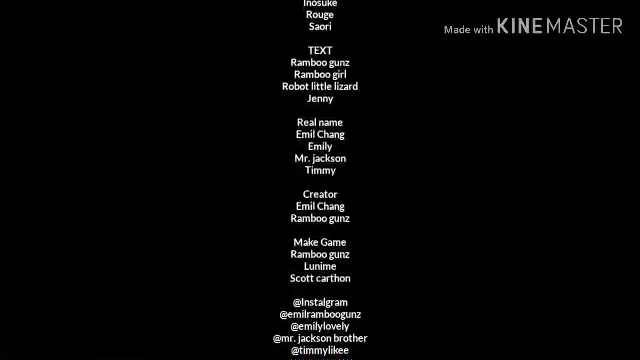 Inosuke
Rouge
Saori
Made with KINEMASTER
TEXT
Ramboo gunz
Ramboo girl
Robot little lizard
Jenny
Real name
Emil Chang
Emily
Mr. jackson
Timmy
Creator
Emil Chang
Ramboo gunz
Make Game
Ramboo gunz
Lunime
Scott carthon
@Instalgram
@emilramboogunz
@emilylovely
@mr. jackson brother
@timmylikee